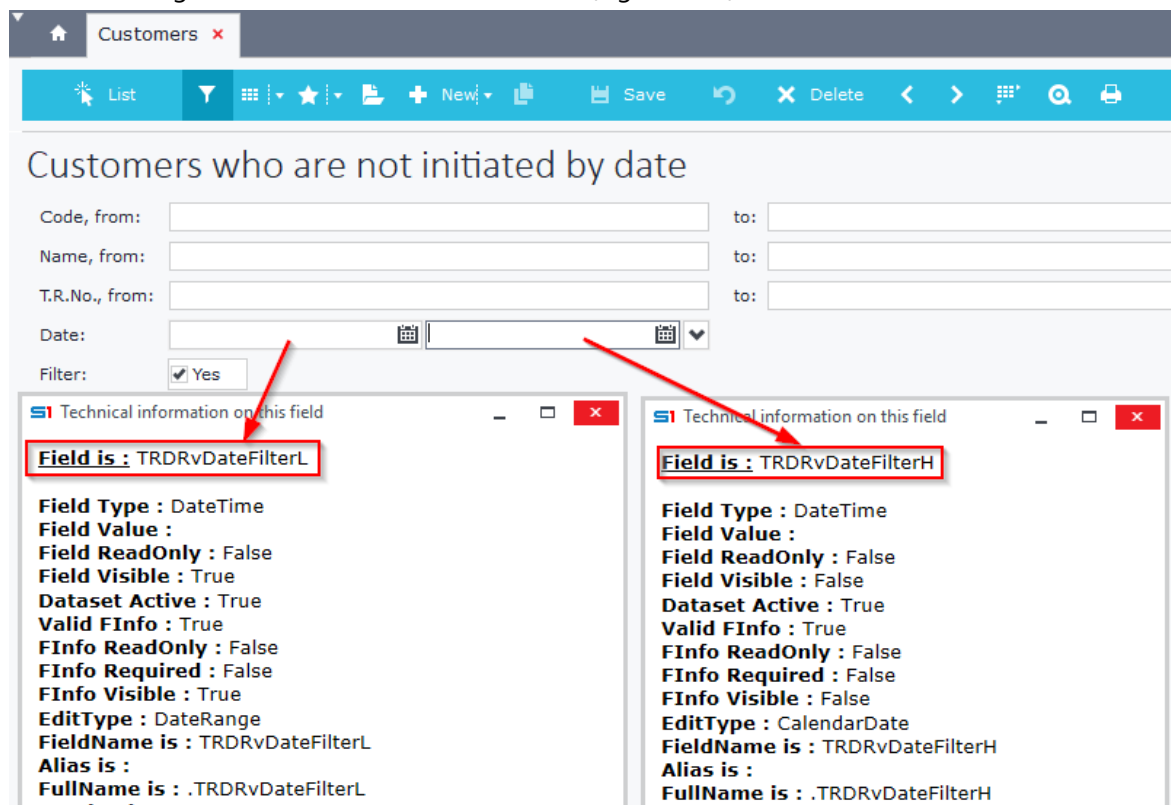 Customers ×
List New Save Delete
Customers who are not initiated by date
Code, from: to:
Name, from: to:
T.R.No., from: to:
Date:
Filter: Yes
S1 Technical information on this field
Field is : TRDRvDateFilterL
Field Type : DateTime
Field Value :
Field ReadOnly : False
Field Visible : True
Dataset Active : True
Valid FInfo : True
FInfo ReadOnly : False
FInfo Required : False
FInfo Visible : True
EditType : DateRange
FieldName is : TRDRvDateFilterL
Alias is :
FullName is : .TRDRvDateFilterL
S1 Technical information on this field
Field is : TRDRvDateFilterH
Field Type : DateTime
Field Value :
Field ReadOnly : False
Field Visible : False
Dataset Active : True
Valid FInfo : True
FInfo ReadOnly : False
FInfo Required : False
FInfo Visible : False
EditType : CalendarDate
FieldName is : TRDRvDateFilterH
Alias is :
FullName is : .TRDRvDateFilterH